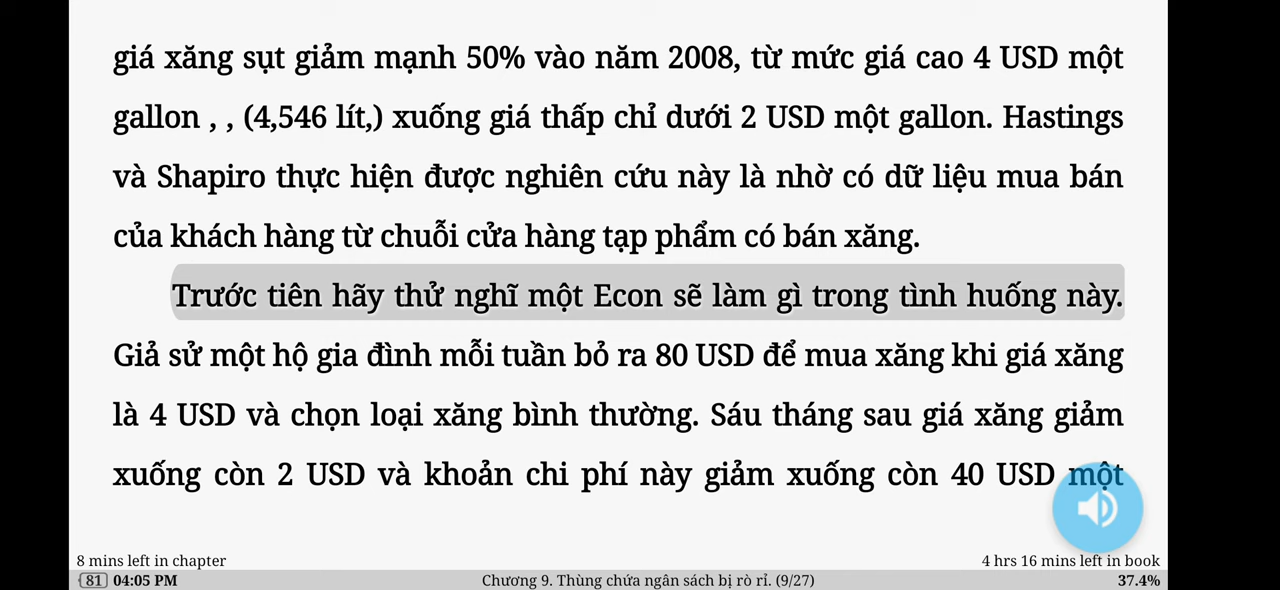 giá xăng sụt giảm mạnh 50% vào năm 2008, từ mức giá cao 4 USD một
gallon , , (4,546 lít,) xuống giá thấp chỉ dưới 2 USD một gallon. Hastings
và Shapiro thực hiện được nghiên cứu này là nhờ có dữ liệu mua bán
của khách hàng từ chuỗi cửa hàng tạp phẩm có bán xăng.
Trước tiên hãy thử nghĩ một Econ sẽ làm gì trong tình huống này.
Giả sử một hộ gia đình mỗi tuần bỏ ra 80 USD để mua xăng khi giá xăng
là 4 USD và chọn loại xăng bình thường. Sáu tháng sau giá xăng giảm
xuống còn 2 USD và khoản chi phí này giảm xuống còn 40 USD một
8 mins left in chapter 4 hrs 16 mins left in book
81 04:05 PM Chương 9. Thùng chứa ngân sách bị rò rỉ. (9/27) 37.4%